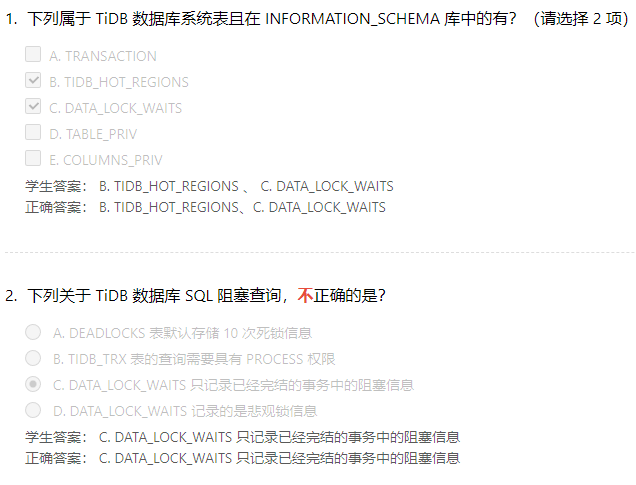 1. 下列属于 TiDB 数据库系统表且在 INFORMATION_SCHEMA 库中的有？（请选择 2 项）
A. TRANSACTION
B. TIDB_HOT_REGIONS
C. DATA_LOCK_WAITS
D. TABLE_PRIV
E. COLUMNS_PRIV
学生答案： B. TIDB_HOT_REGIONS 、 C. DATA_LOCK_WAITS
正确答案： B. TIDB_HOT_REGIONS、C. DATA_LOCK_WAITS
2. 下列关于 TiDB 数据库 SQL 阻塞查询，不正确的是？
A. DEADLOCKS 表默认存储 10 次死锁信息
B. TIDB_TRX 表的查询需要具有 PROCESS 权限
C. DATA_LOCK_WAITS 只记录已经完结的事务中的阻塞信息
D. DATA_LOCK_WAITS 记录的是悲观锁信息
学生答案： C. DATA_LOCK_WAITS 只记录已经完结的事务中的阻塞信息
正确答案： C. DATA_LOCK_WAITS 只记录已经完结的事务中的阻塞信息